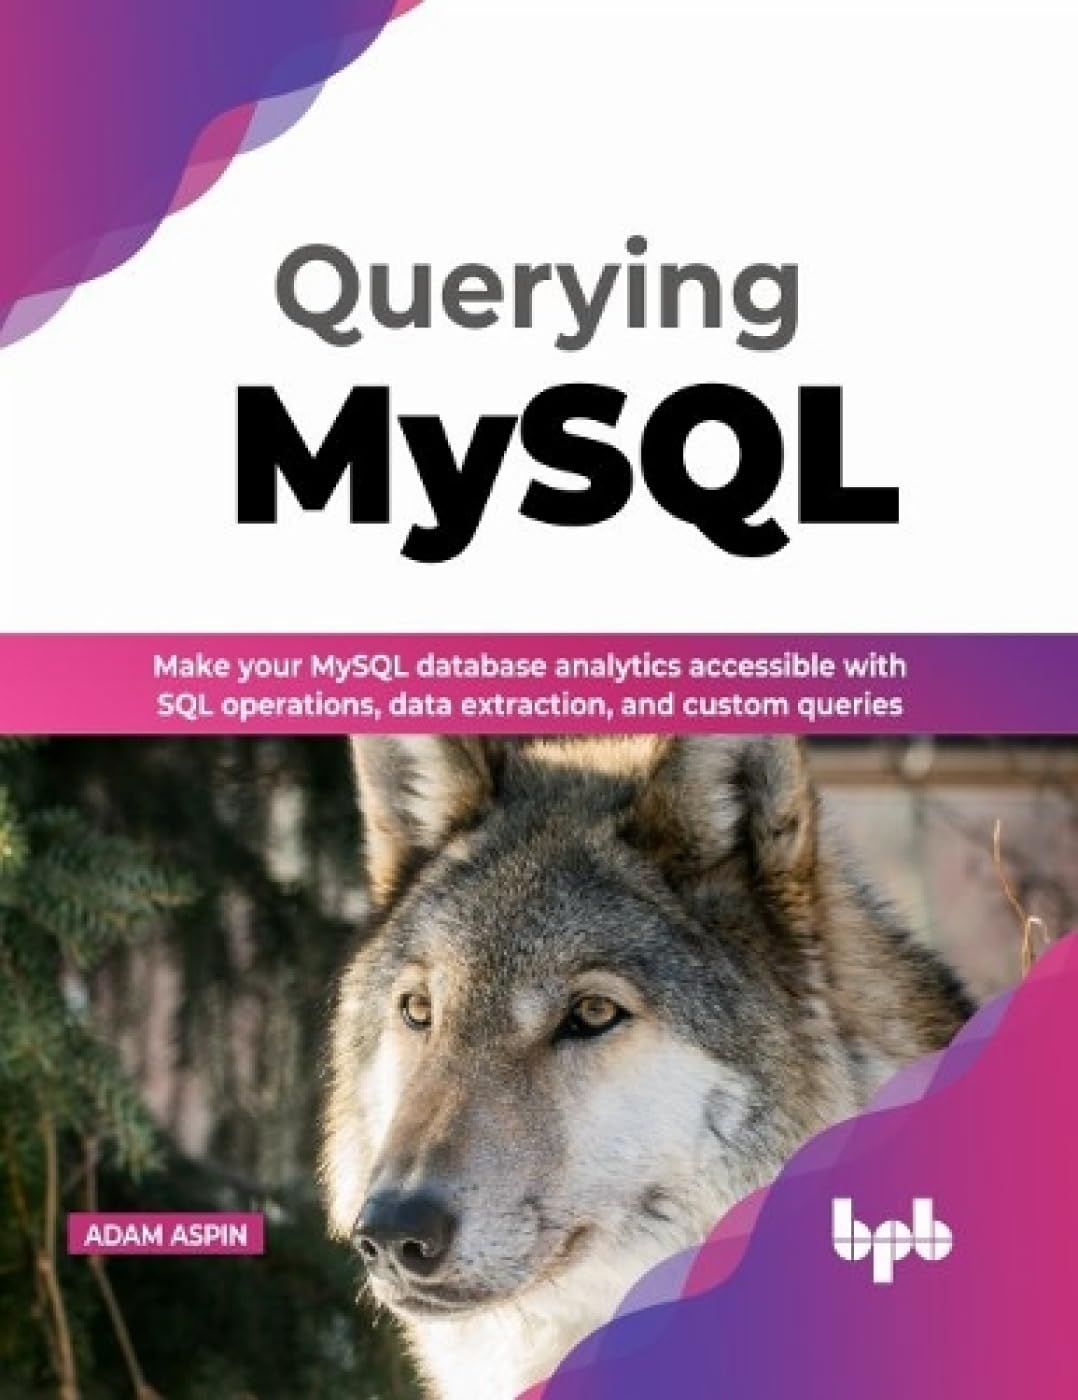 Querying
MySQL
Make your MySQL database analytics accessible with
SQL operations, data extraction, and custom queries
ADAM ASPIN
bpb